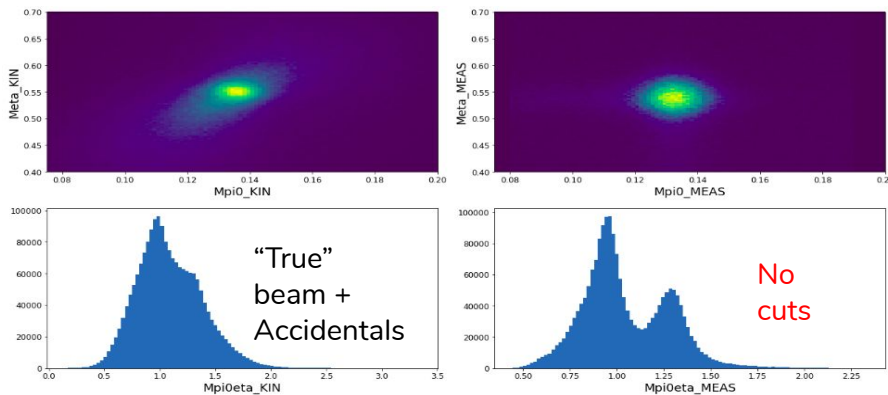 0.70
0.65
0.60
0.55
0.50
0.45
0.40
Meta_KIN
0.08 0.10 0.12 0.14 0.16 0.18 0.20
Mpi0_KIN
0.70
0.65
0.60
0.55
0.50
0.45
0.40
Meta_MEAS
0.08 0.10 0.12 0.14 0.16 0.18 0.20
Mpi0_MEAS
100000
80000
60000
40000
20000
0
“True”
beam +
Accidentals
0.0 0.5 1.0 1.5 2.0 2.5 3.0 3.5
Mpi0eta_KIN
100000
80000
60000
40000
20000
0
No
cuts
0.50 0.75 1.00 1.25 1.50 1.75 2.00 2.25
Mpi0eta_MEAS